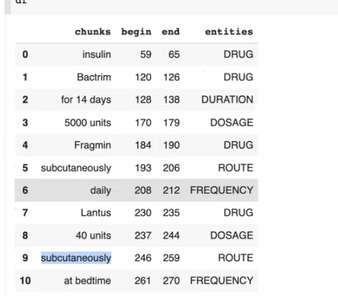 df
chunks begin end entities
0 insulin 59 65 DRUG
1 Bactrim 120 126 DRUG
2 for 14 days 128 138 DURATION
3 5000 units 170 179 DOSAGE
4 Fragmin 184 190 DRUG
5 subcutaneously 193 206 ROUTE
6 daily 208 212 FREQUENCY
7 Lantus 230 235 DRUG
8 40 units 237 244 DOSAGE
9 subcutaneously 246 259 ROUTE
10 at bedtime 261 270 FREQUENCY